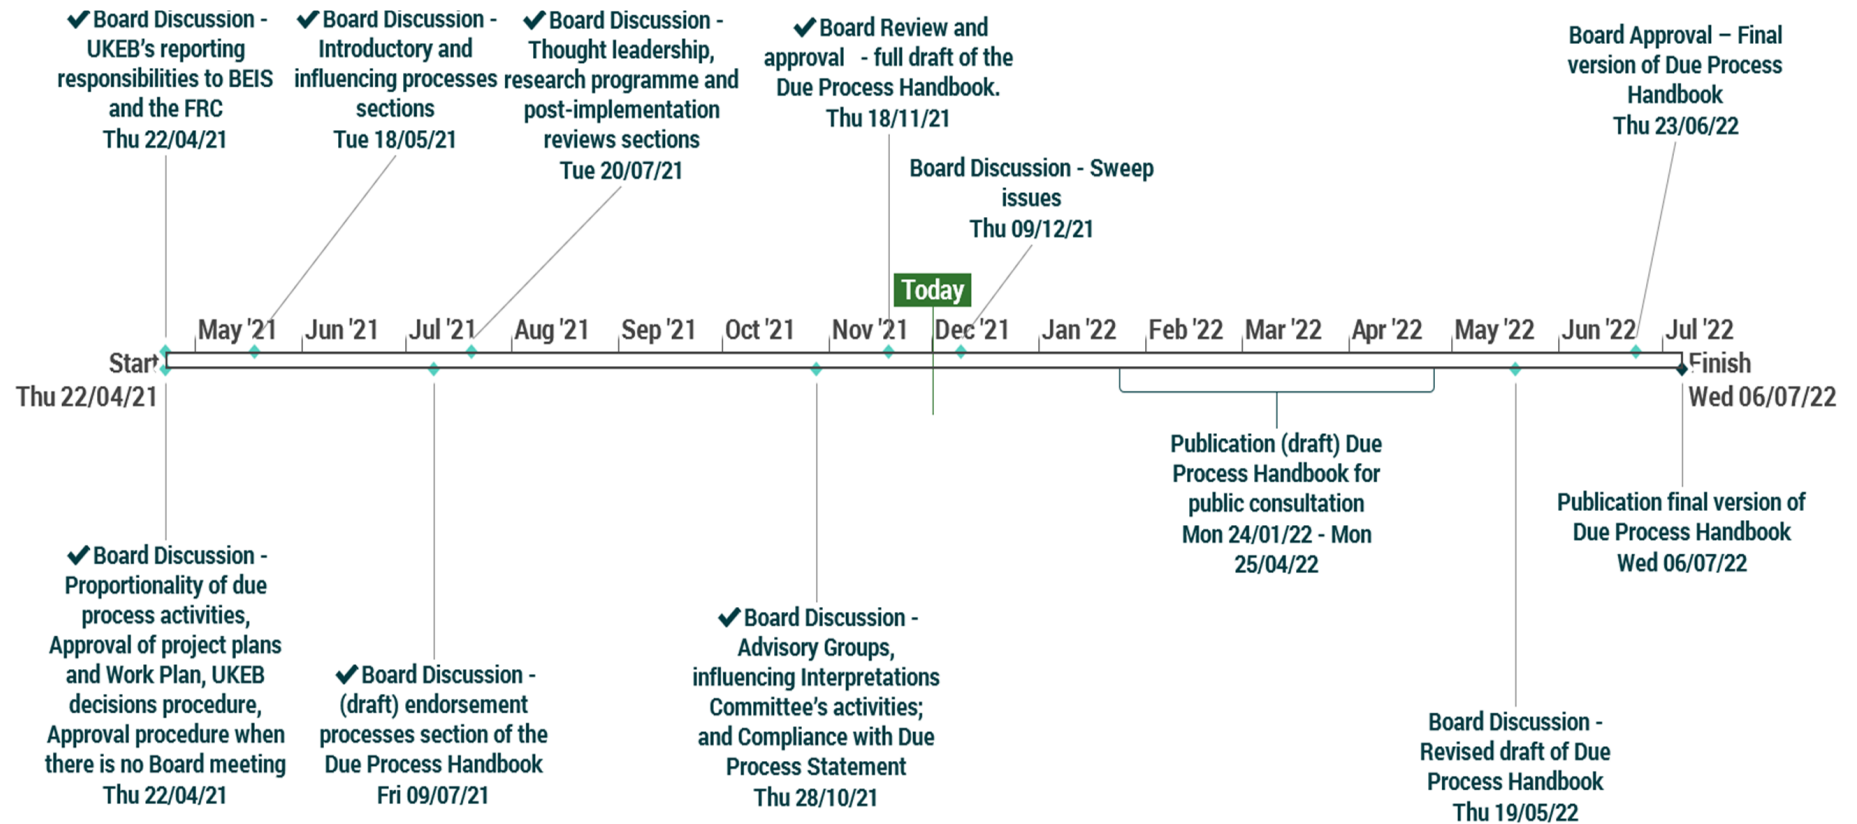 ✔Board Discussion -
UKEB's reporting
responsibilities to BEIS
and the FRC
Thu 22/04/21
✔Board Discussion -
Introductory and
influencing processes
sections
Tue 18/05/21
✔Board Discussion -
Thought leadership,
research programme and
post-implementation
reviews sections
Tue 20/07/21
✔Board Review and
approval - full draft of the
Due Process Handbook.
Thu 18/11/21
Board Discussion - Sweep
issues
Thu 09/12/21
Board Approval – Final
version of Due Process
Handbook
Thu 23/06/22
Today
May '21 Jun '21 Jul '21 Aug '21 Sep '21 Oct '21 Nov '21 Dec '21 Jan '22 Feb '22 Mar '22 Apr '22 May '22 Jun '22 Jul '22
Start
Thu 22/04/21
Finish
Wed 06/07/22
✔Board Discussion -
Proportionality of due
process activities,
Approval of project plans
and Work Plan, UKEB
decisions procedure,
Approval procedure when
there is no Board meeting
Thu 22/04/21
✔Board Discussion -
(draft) endorsement
processes section of the
Due Process Handbook
Fri 09/07/21
✔Board Discussion -
Advisory Groups,
influencing Interpretations
Committee's activities;
and Compliance with Due
Process Statement
Thu 28/10/21
Publication (draft) Due
Process Handbook for
public consultation
Mon 24/01/22 - Mon
25/04/22
Board Discussion -
Revised draft of Due
Process Handbook
Thu 19/05/22
Publication final version of
Due Process Handbook
Wed 06/07/22